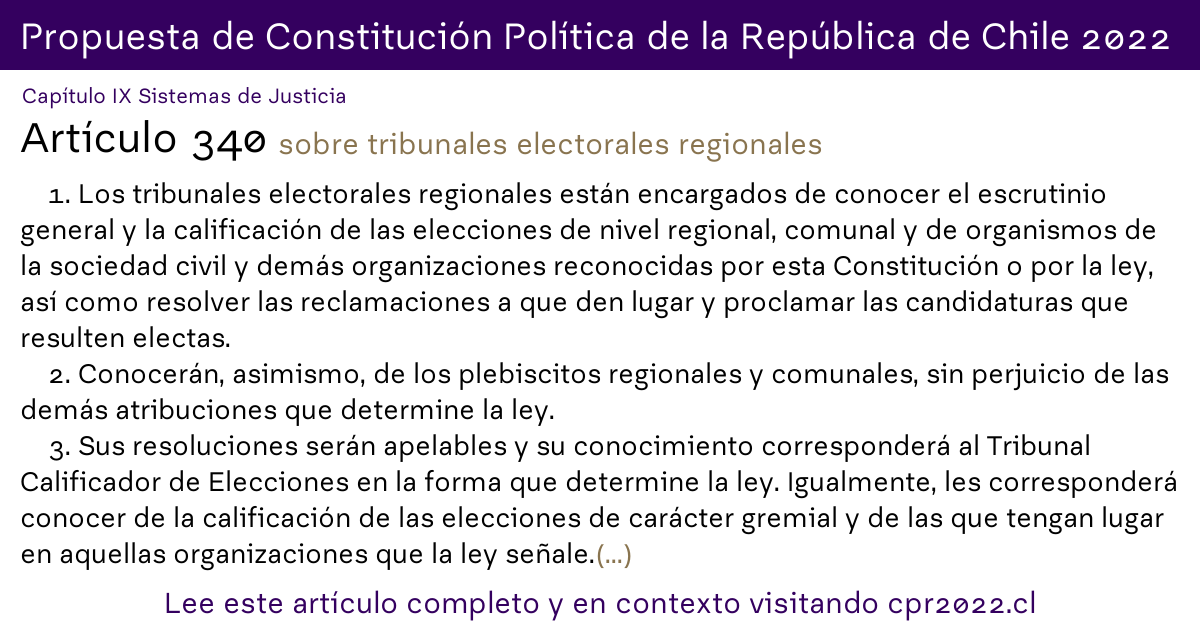 Propuesta de Constitución Política de la República de Chile 2022
Capítulo IX Sistemas de Justicia
Artículo 340 sobre tribunales electorales regionales
1. Los tribunales electorales regionales están encargados de conocer el escrutinio
general y la calificación de las elecciones de nivel regional, comunal y de organismos de
la sociedad civil y demás organizaciones reconocidas por esta Constitución o por la ley,
así como resolver las reclamaciones a que den lugar y proclamar las candidaturas que
resulten electas.
2. Conocerán, asimismo, de los plebiscitos regionales y comunales, sin perjuicio de las
demás atribuciones que determine la ley.
3. Sus resoluciones serán apelables y su conocimiento corresponderá al Tribunal
Calificador de Elecciones en la forma que determine la ley. Igualmente, les corresponderá
conocer de la calificación de las elecciones de carácter gremial y de las que tengan lugar
en aquellas organizaciones que la ley señale.(...)
Lee este artículo completo y en contexto visitando cpr2022.cl